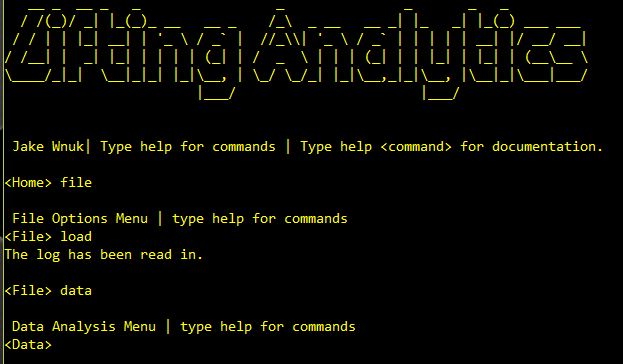 Lifting Analytics
Jake Wnuk| Type help for commands | Type help <command> for documentation.
<Home> file
File Options Menu | type help for commands
<File> load
The log has been read in.
<File> data
Data Analysis Menu | type help for commands
<Data>